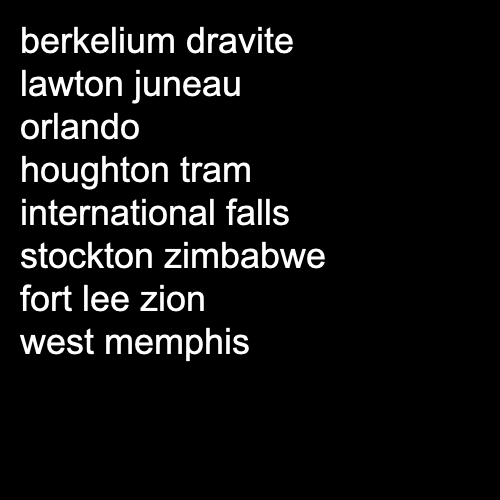 berkelium dravite
lawton juneau
orlando
houghton tram
international falls
stockton zimbabwe
fort lee zion
west memphis